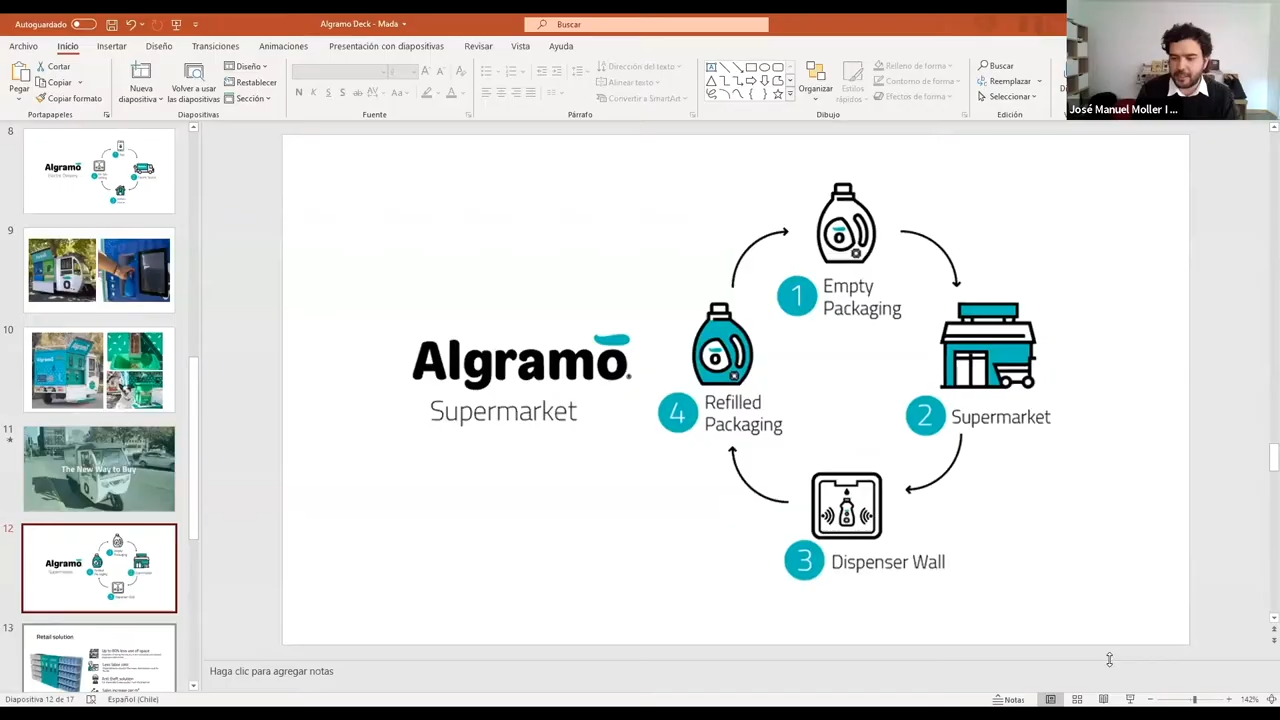 Autoguardado
Algramo Deck - Mada
Buscar
José Manuel Moller I ...
Archivo
Inicio
Insertar
Diseño
Transiciones
Animaciones
Presentación con diapositivas
Revisar
Vista
Ayuda
Pegar
Cortar
Copiar
Copiar formato
Portapapeles
Nueva
diapositiva
Volver a usar
las diapositivas
Diseño
Restablecer
Sección
Diapositivas
Fuente
Dirección del texto
Alinear texto
Convertir a SmartArt
Párrafo
Organizar
Estilos
rápidos
Relleno de forma
Contorno de forma
Efectos de forma
Dibujo
Buscar
Reemplazar
Seleccionar
Edición
8
Algramo
9
10
11
The New Way to Buy
12
Algramo
Supermarket
13
Retail solution
Algramo
Supermarket
1 Empty
Packaging
2 Supermarket
3 Dispenser Wall
4 Refilled
Packaging
Haga clic para agregar notas
Diapositiva 12 de 17
Español (Chile)
Notas
142%